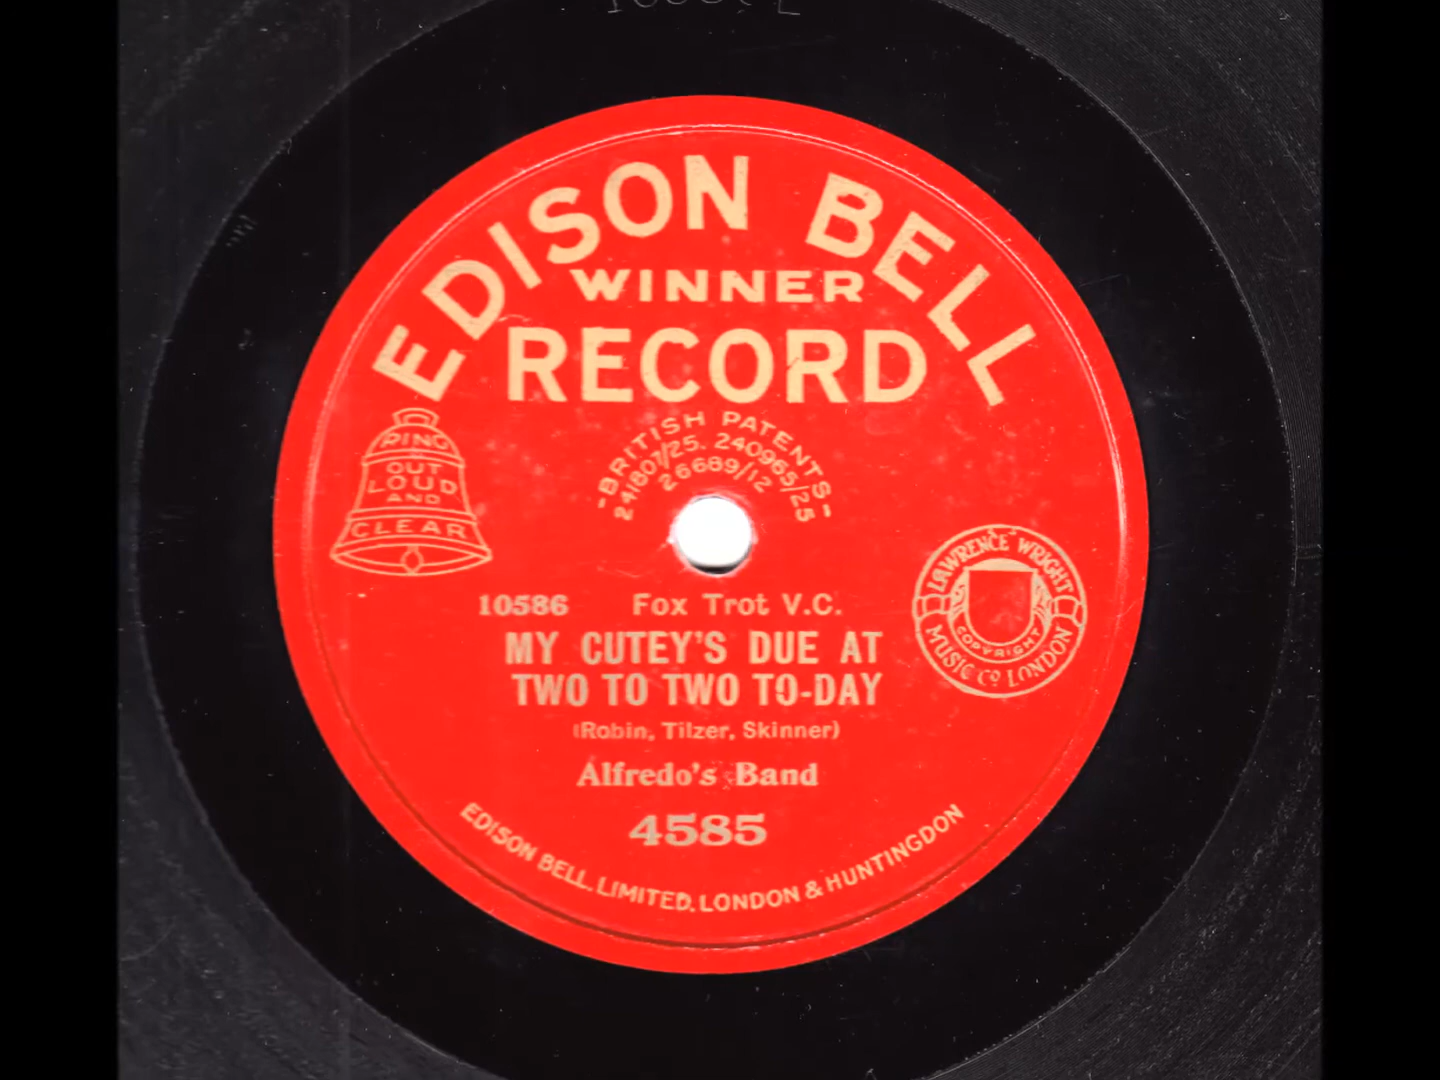 EDISON BELL
WINNER
RECORD
-BRITISH PATENTS-
241807/25. 240965/25
26689/12
RING
OUT
LOUD
AND
CLEAR
LAWRENCE WRIGHT
COPYRIGHT
MUSIC Co LONDON
10586 Fox Trot V.C.
MY CUTEY'S DUE AT
TWO TO TWO TO-DAY
(Robin, Tilzer, Skinner)
Alfredo's Band
4585
EDISON BELL, LIMITED, LONDON & HUNTINGDON